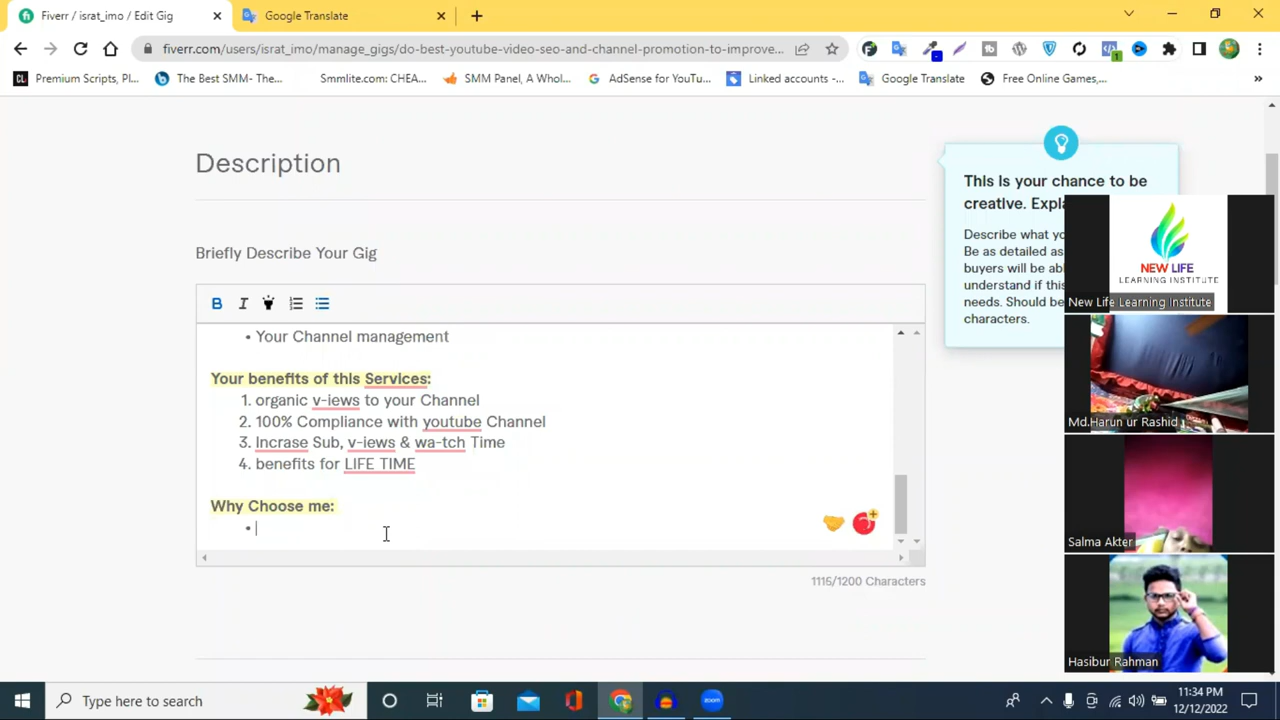 Fiverr / israt_imo / Edit Gig
Google Translate
fiverr.com/users/israt_imo/manage_gigs/do-best-youtube-video-seo-and-channel-promotion-to-improve...
Premium Scripts, Pl...
The Best SMM- The...
Smmlite.com: CHEA...
SMM Panel, A Whol...
AdSense for YouTu...
Linked accounts -...
Google Translate
Free Online Games,...
Description
This is your chance to be
creative. Expla
Describe what yo
Be as detailed as
buyers will be abl
understand if this
needs. Should be
characters.
Briefly Describe Your Gig
B I
• Your Channel management
Your benefits of this Services:
1. organic v-iews to your Channel
2. 100% Compliance with youtube Channel
3. Incrase Sub, v-iews & wa-tch Time
4. benefits for LIFE TIME
Why Choose me:
•
1116/1200 Characters
NEW LIFE
LEARNING INSTITUTE
New Life Learning Institute
Md.Harun ur Rashid
Salma Akter
Hasibur Rahman
Type here to search
zoom
11:34 PM
12/12/2022